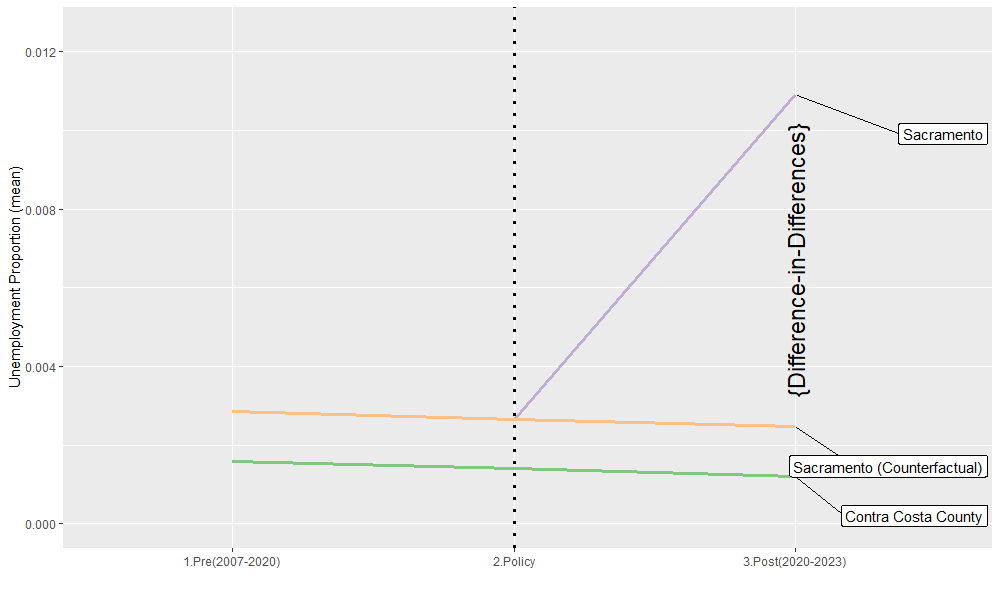 Unemployment Proportion (mean)
0.012
0.008
0.004
0.000
Sacramento
{Difference-in-Differences}
Sacramento (Counterfactual)
Contra Costa County
1.Pre(2007-2020)
2.Policy
3.Post(2020-2023)